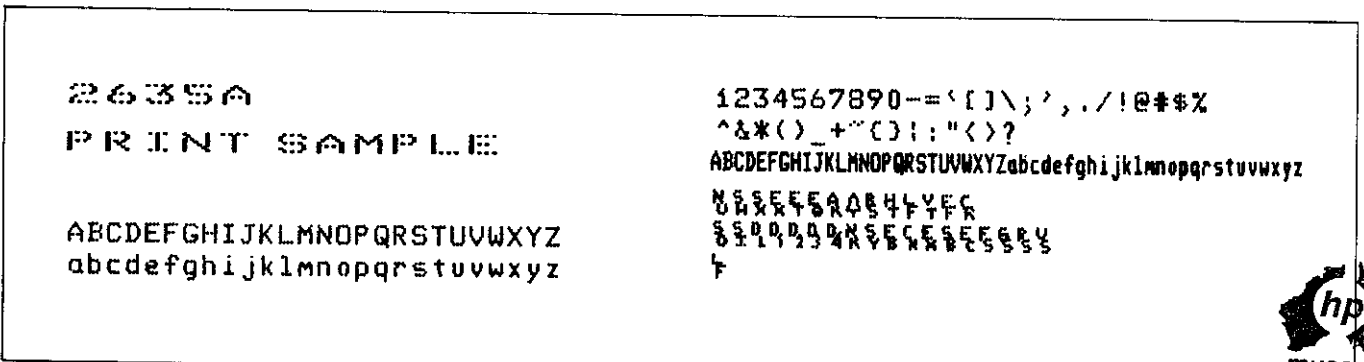 2635A
PRINT SAMPLE
ABCDEFGHIJKLMNOPQRSTUVWXYZ
abcdefghijklmnopqrstuvwxyz
1234567890-=‘[]\;’,./!@#$%
^&*()_+~{}|:"<>?
ABCDEFGHIJKLMNOPQRSTUVWXYZabcdefghijklmnopqrstuvwxyz
hp